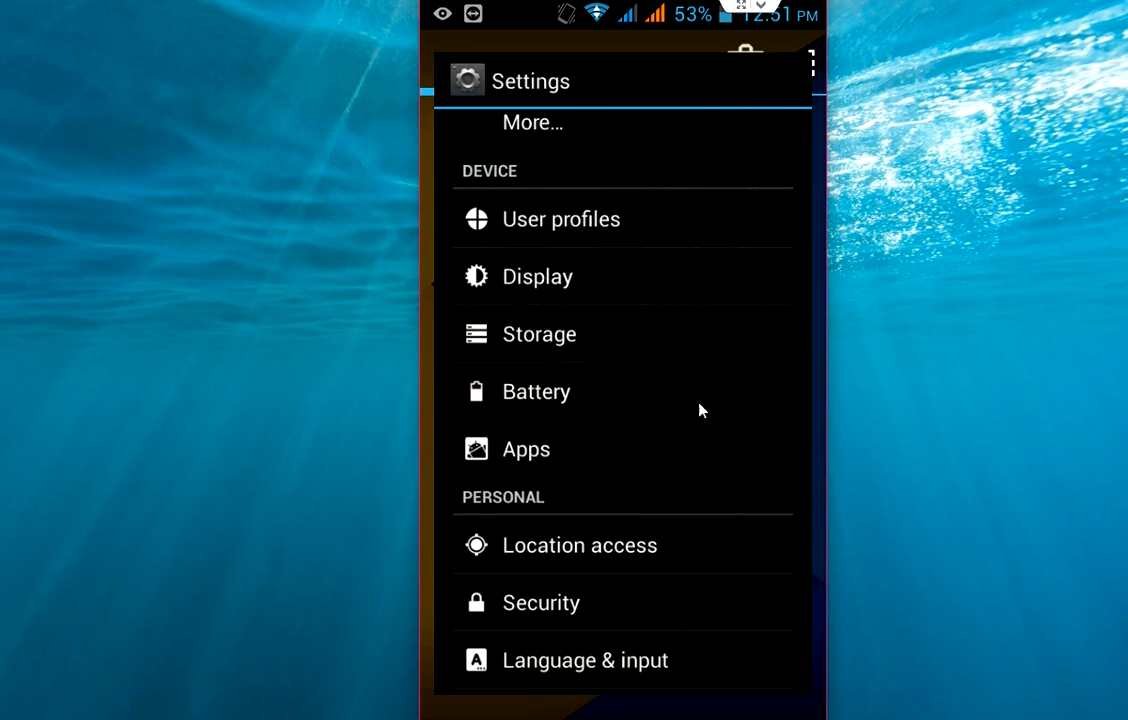 53% 12:51 PM
Settings
More...
DEVICE
User profiles
Display
Storage
Battery
Apps
PERSONAL
Location access
Security
Language & input